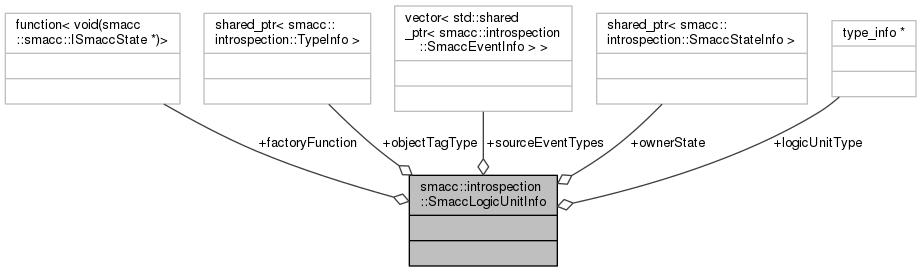 function< void(smacc
::smacc::ISmaccState *)>
shared_ptr< smacc::
introspection::TypeInfo >
vector< std::shared
_ptr< smacc::introspection
::SmaccEventInfo > >
shared_ptr< smacc::
introspection::SmaccStateInfo >
type_info *
+factoryFunction
+objectTagType
+sourceEventTypes
+ownerState
+logicUnitType
smacc::introspection
::SmaccLogicUnitInfo